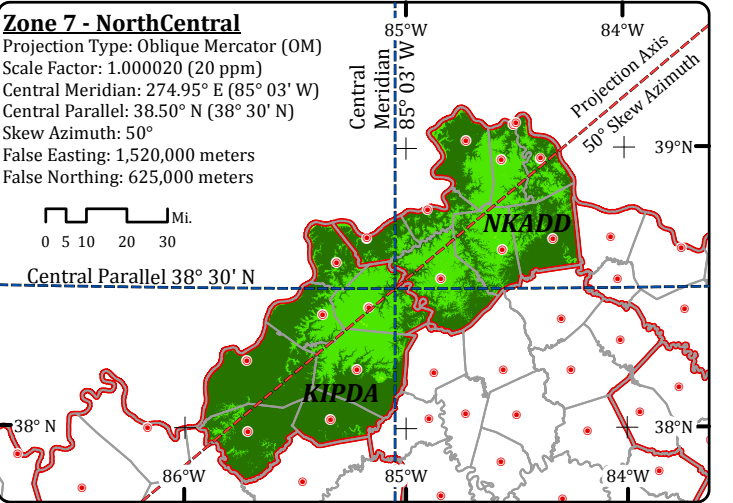 Zone 7 - NorthCentral
Projection Type: Oblique Mercator (OM)
Scale Factor: 1.000020 (20 ppm)
Central Meridian: 274.95° E (85° 03' W)
Central Parallel: 38.50° N (38° 30' N)
Skew Azimuth: 50°
False Easting: 1,520,000 meters
False Northing: 625,000 meters
Mi.
0 5 10 20 30
85°W
84°W
Central
Meridian
85° 03' W
Projection Axis
50° Skew Azimuth
39°N
NKADD
Central Parallel 38° 30' N
KIPDA
38° N
38°N
86°W
85°W
84°W